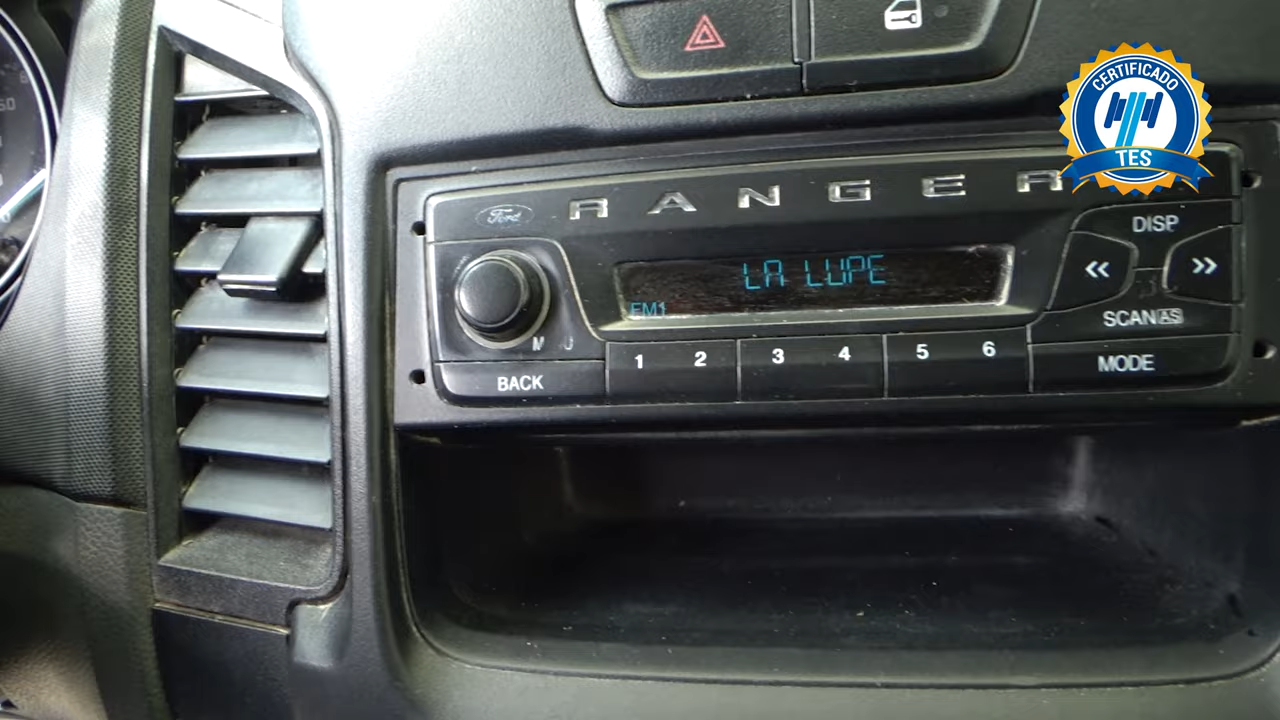 CERTIFICADO
TES
RANGER
Ford
DISP
LA LUPE
FM1
SCAN AS
1 2 3 4 5 6
MODE
BACK